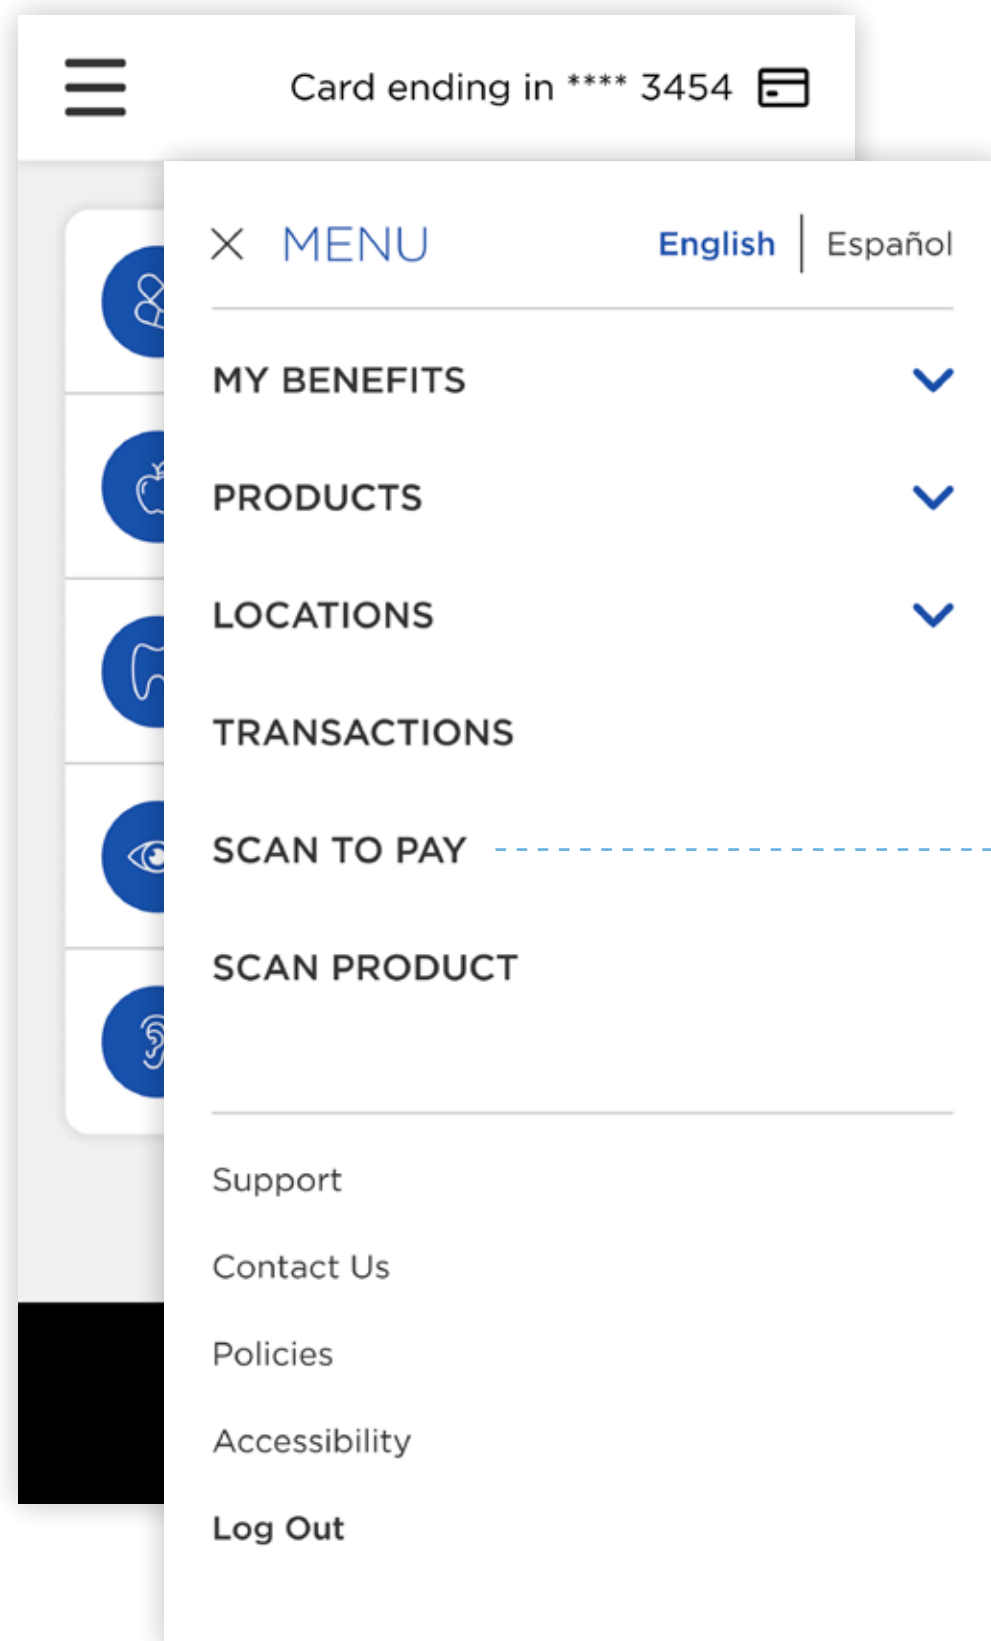 Card ending in **** 3454
MENU
English | Español
MY BENEFITS
PRODUCTS
LOCATIONS
TRANSACTIONS
SCAN TO PAY
SCAN PRODUCT
Support
Contact Us
Policies
Accessibility
Log Out